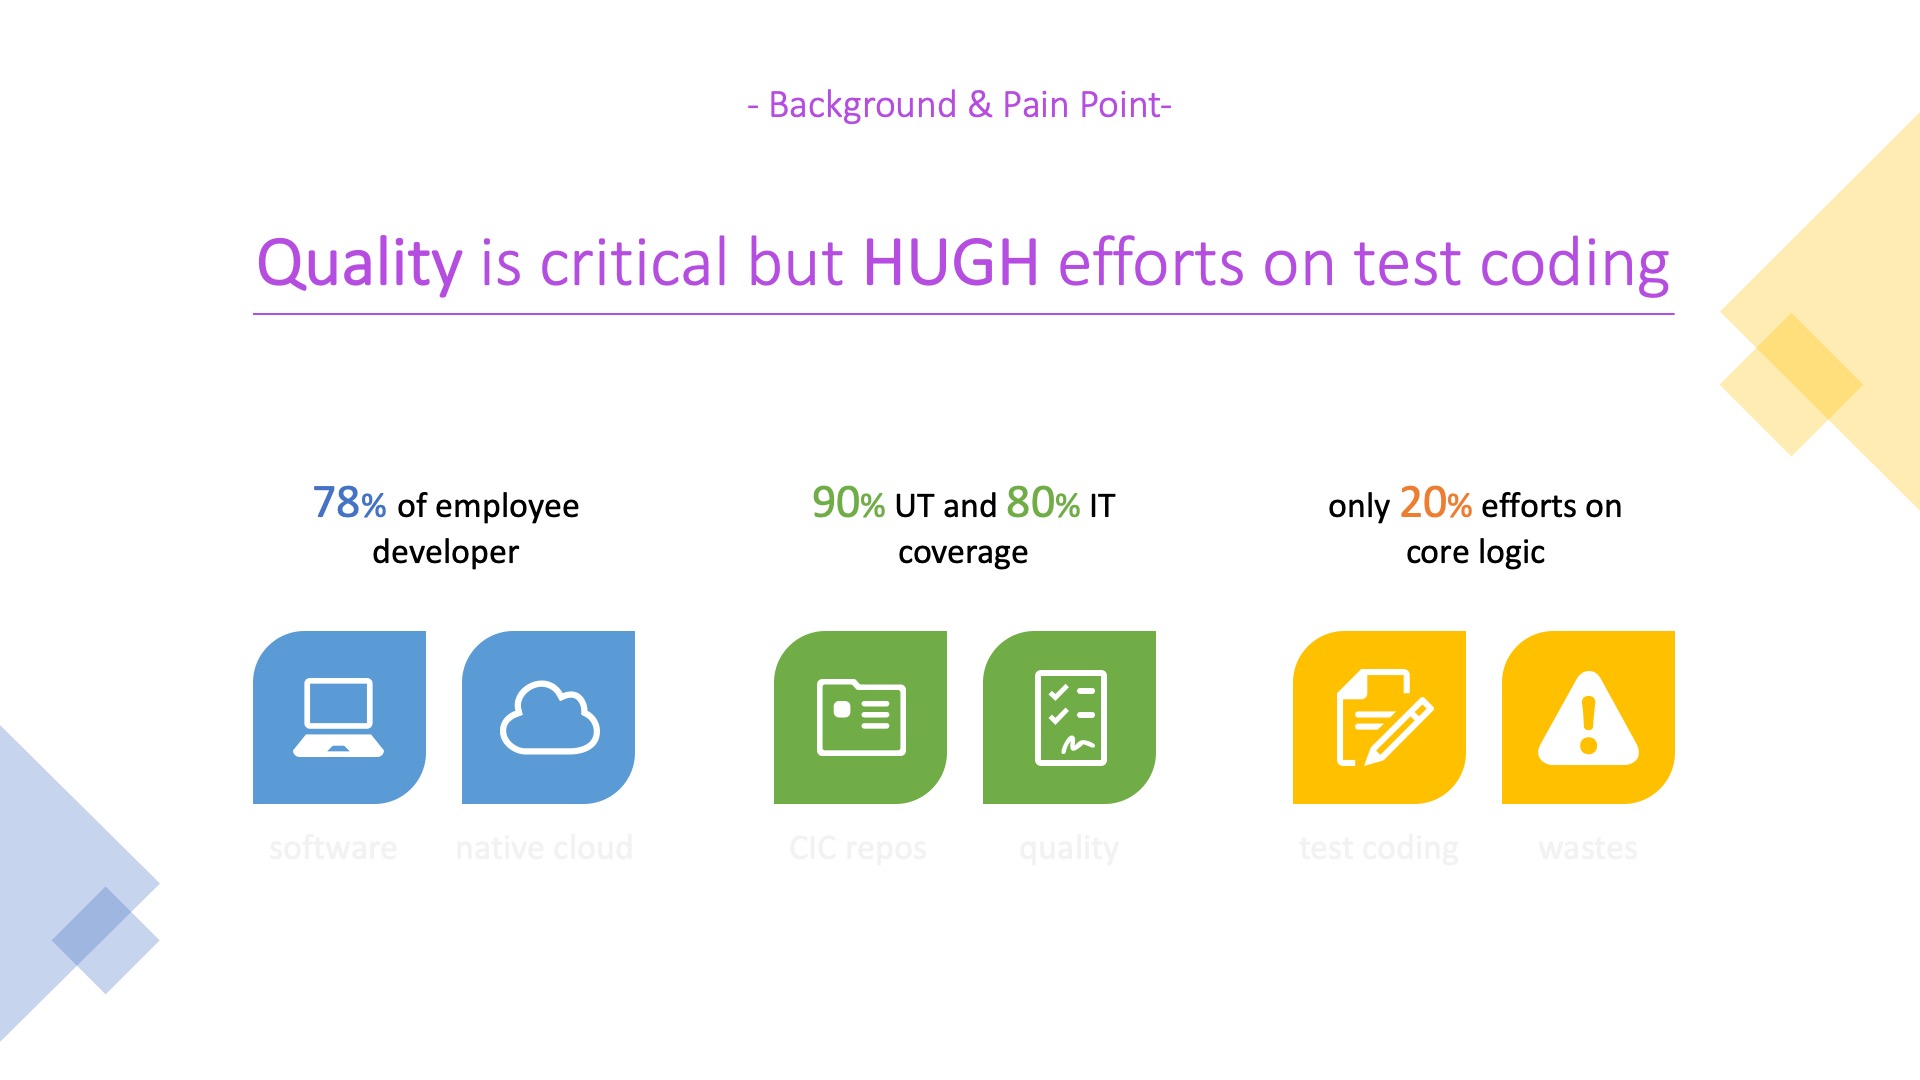 - Background & Pain Point-
Quality is critical but HUGH efforts on test coding
78% of employee
developer
90% UT and 80% IT
coverage
only 20% efforts on
core logic
software
native cloud
CIC repos
quality
test coding
wastes